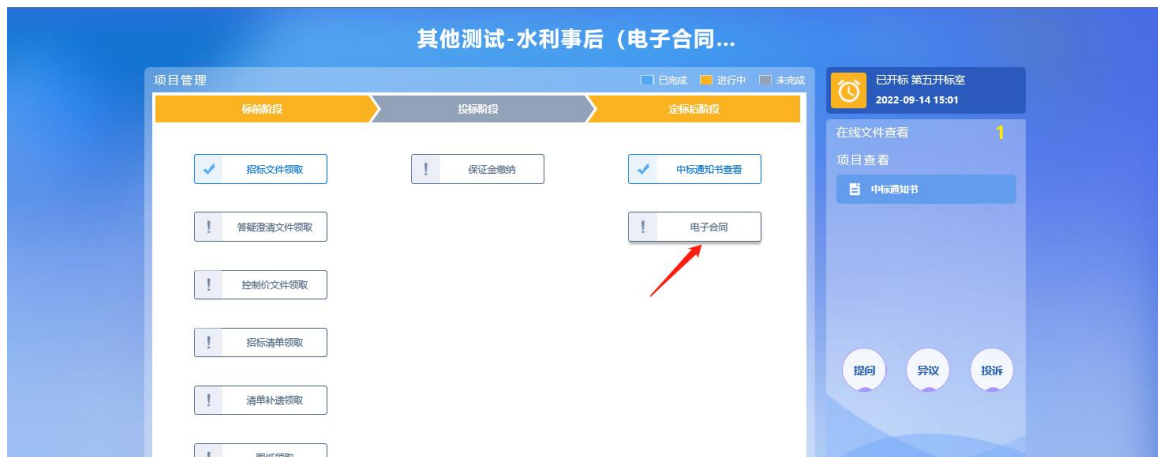 其他测试-水利事后（电子合同...
项目管理
已完成 进行中 未完成
标前阶段 投标阶段 定标后阶段
! 保证金缴纳
招标文件领取
中标通知书查看
! 答疑澄清文件领取
! 电子合同
! 控制价文件领取
! 招标清单领取
! 清单补遗领取
已开标 第五开标室
2022-09-14 15:01
在线文件查看 1
项目查看
中标通知书
提问 异议 投诉